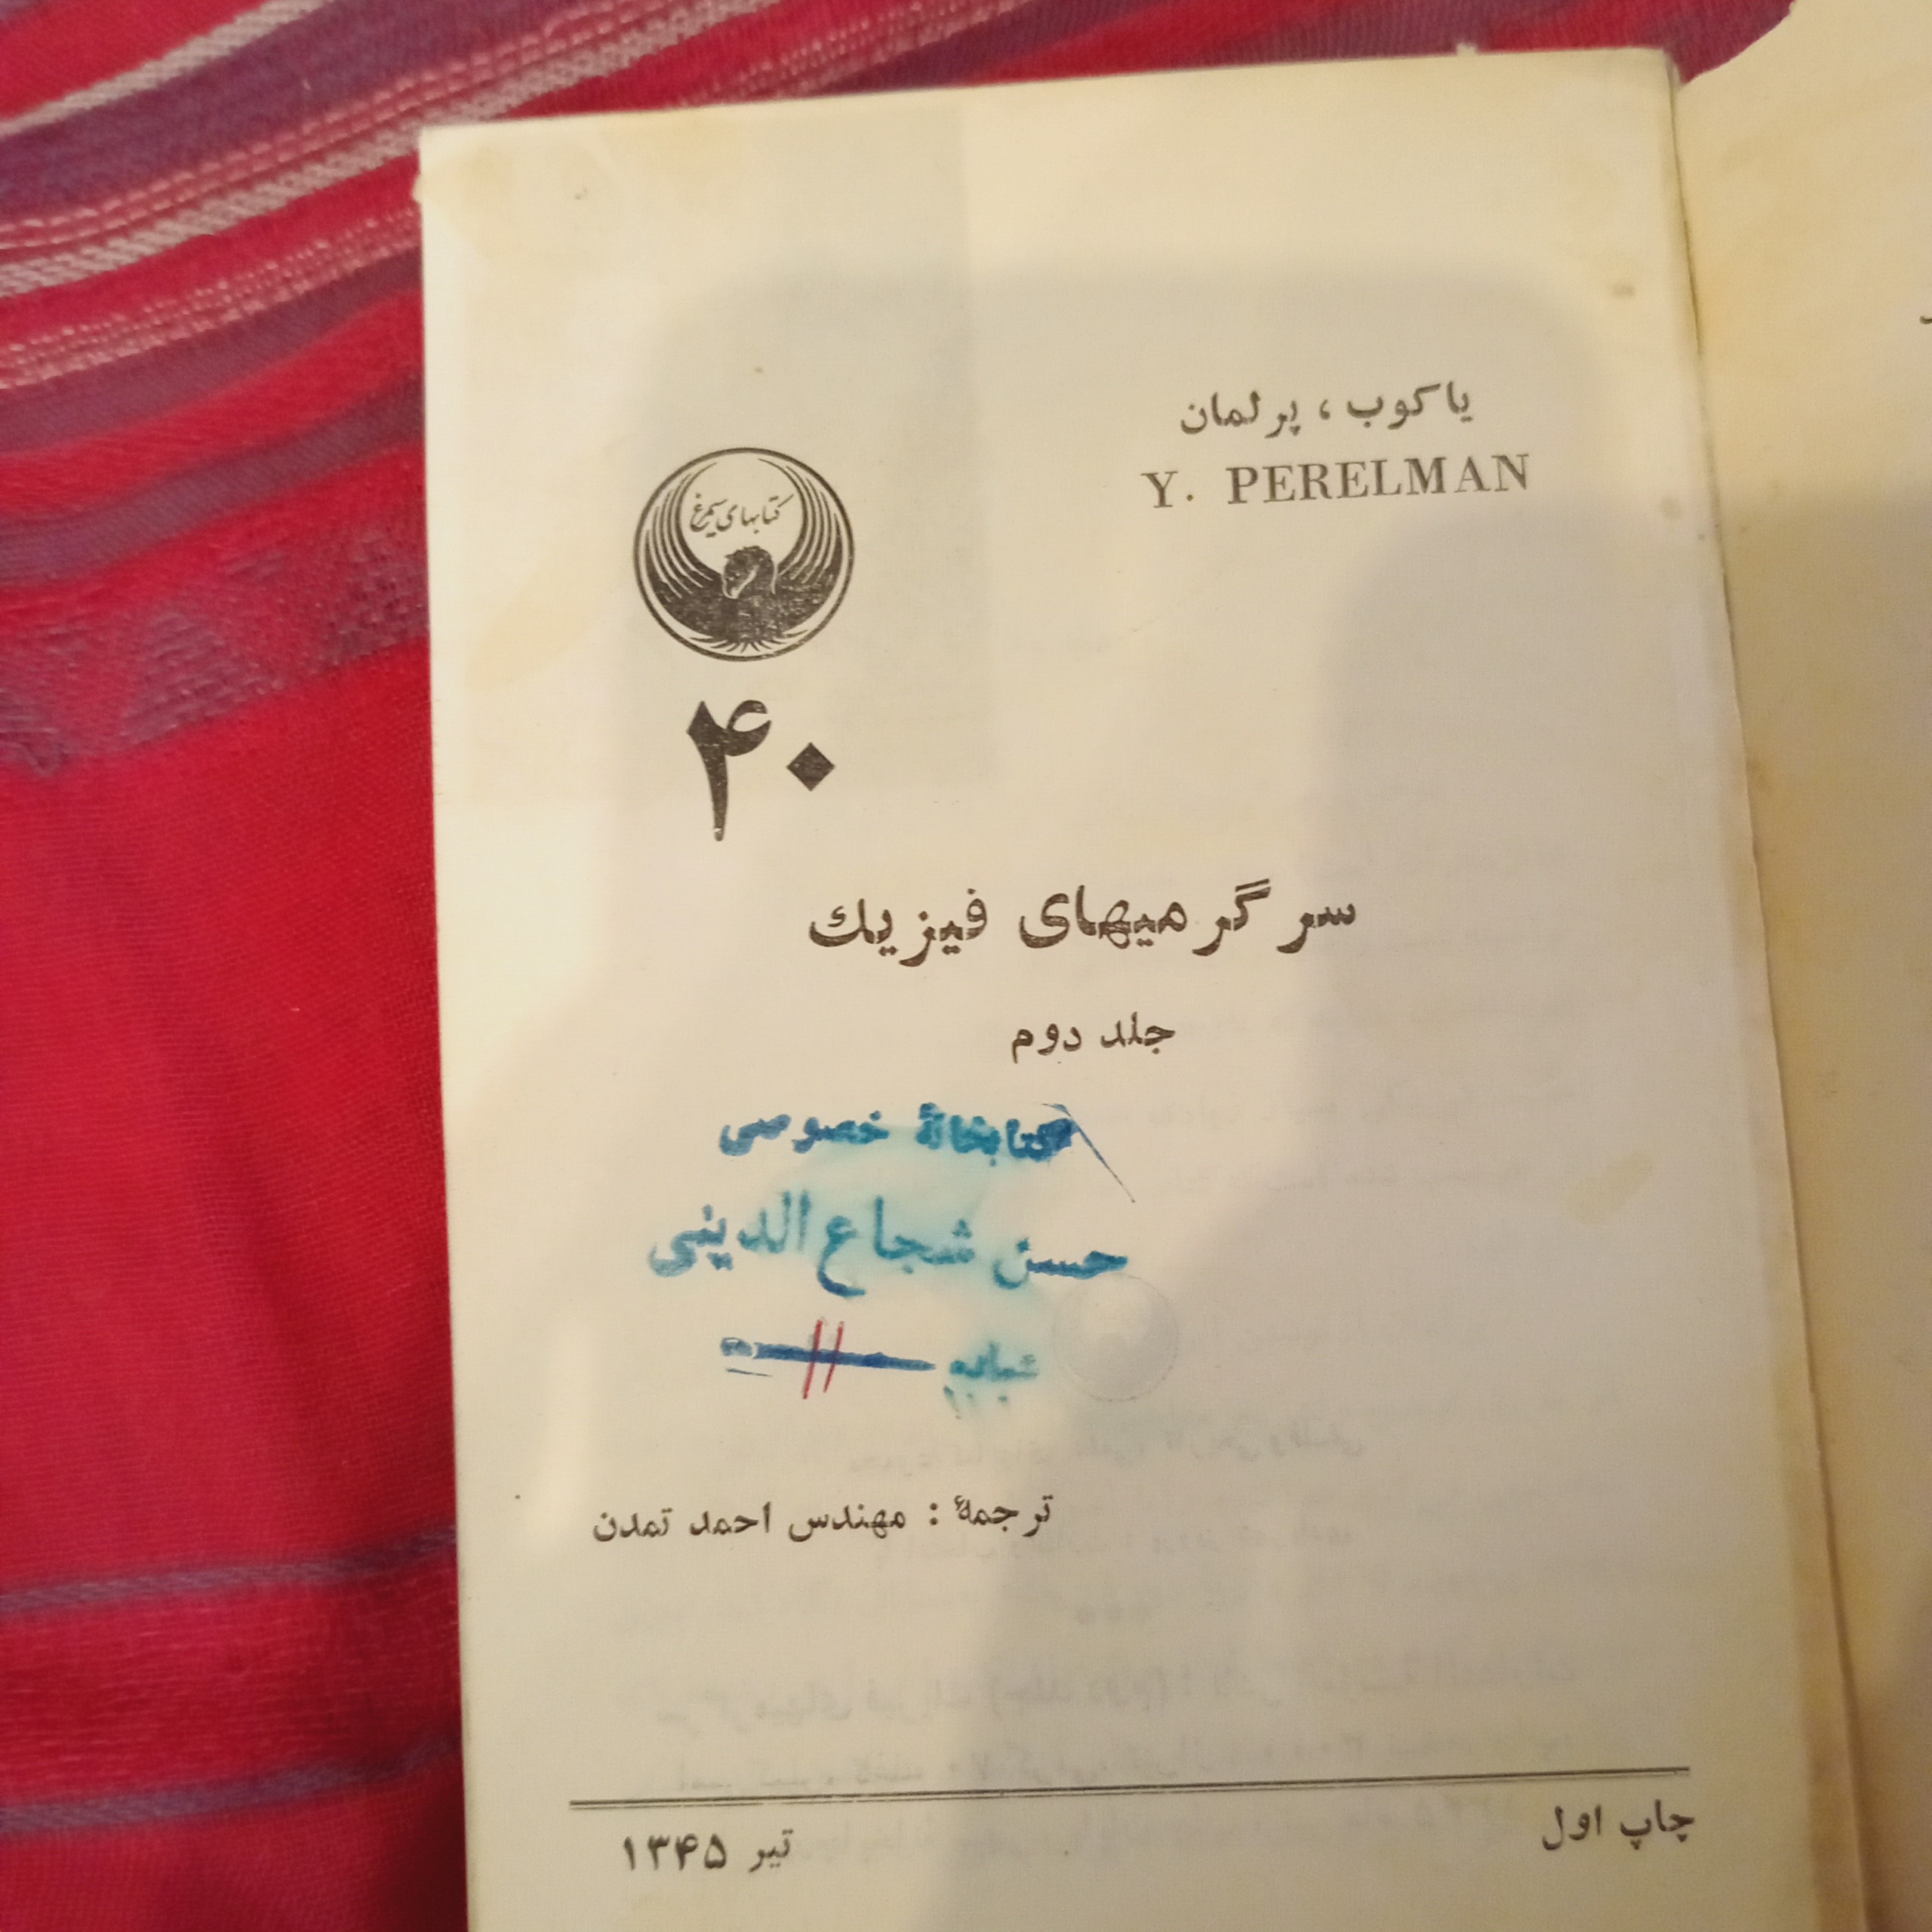 یاکوب، پرلمان
Y. PERELMAN
کتابهای سیمرغ
۴۰
سرگرمیهای فیزیك
جلد دوم
کتابخانهٔ خصوصی
حسن شجاع الدینی
ترجمهٔ : مهندس احمد تمدن
چاپ اول
تیر ۱۳۴۵